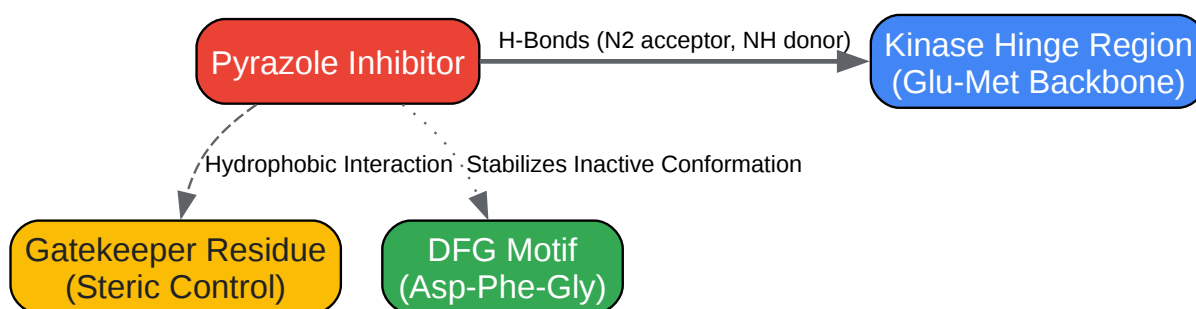 Pyrazole Inhibitor
H-Bonds (N2 acceptor, NH donor)
Kinase Hinge Region
(Glu-Met Backbone)
Hydrophobic Interaction
Stabilizes Inactive Conformation
Gatekeeper Residue
(Steric Control)
DFG Motif
(Asp-Phe-Gly)